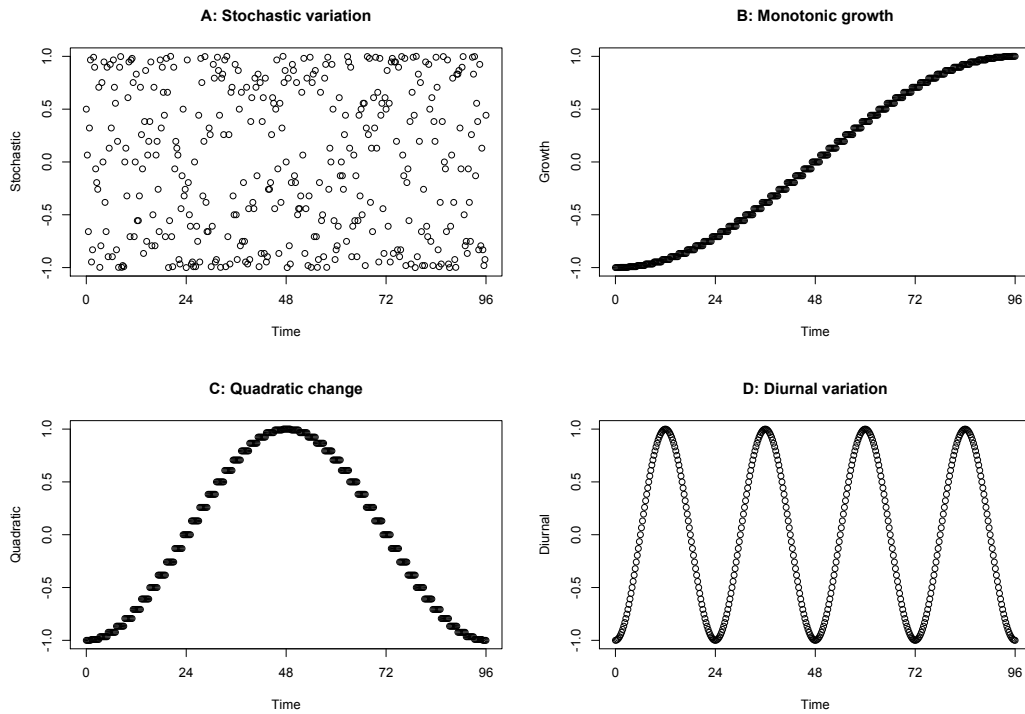 A: Stochastic variation
Stochastic
1.0
0.5
0.0
-0.5
-1.0
0 24 48 72 96
Time
B: Monotonic growth
Growth
1.0
0.5
0.0
-0.5
-1.0
0 24 48 72 96
Time
C: Quadratic change
Quadratic
1.0
0.5
0.0
-0.5
-1.0
0 24 48 72 96
Time
D: Diurnal variation
Diurnal
1.0
0.5
0.0
-0.5
-1.0
0 24 48 72 96
Time